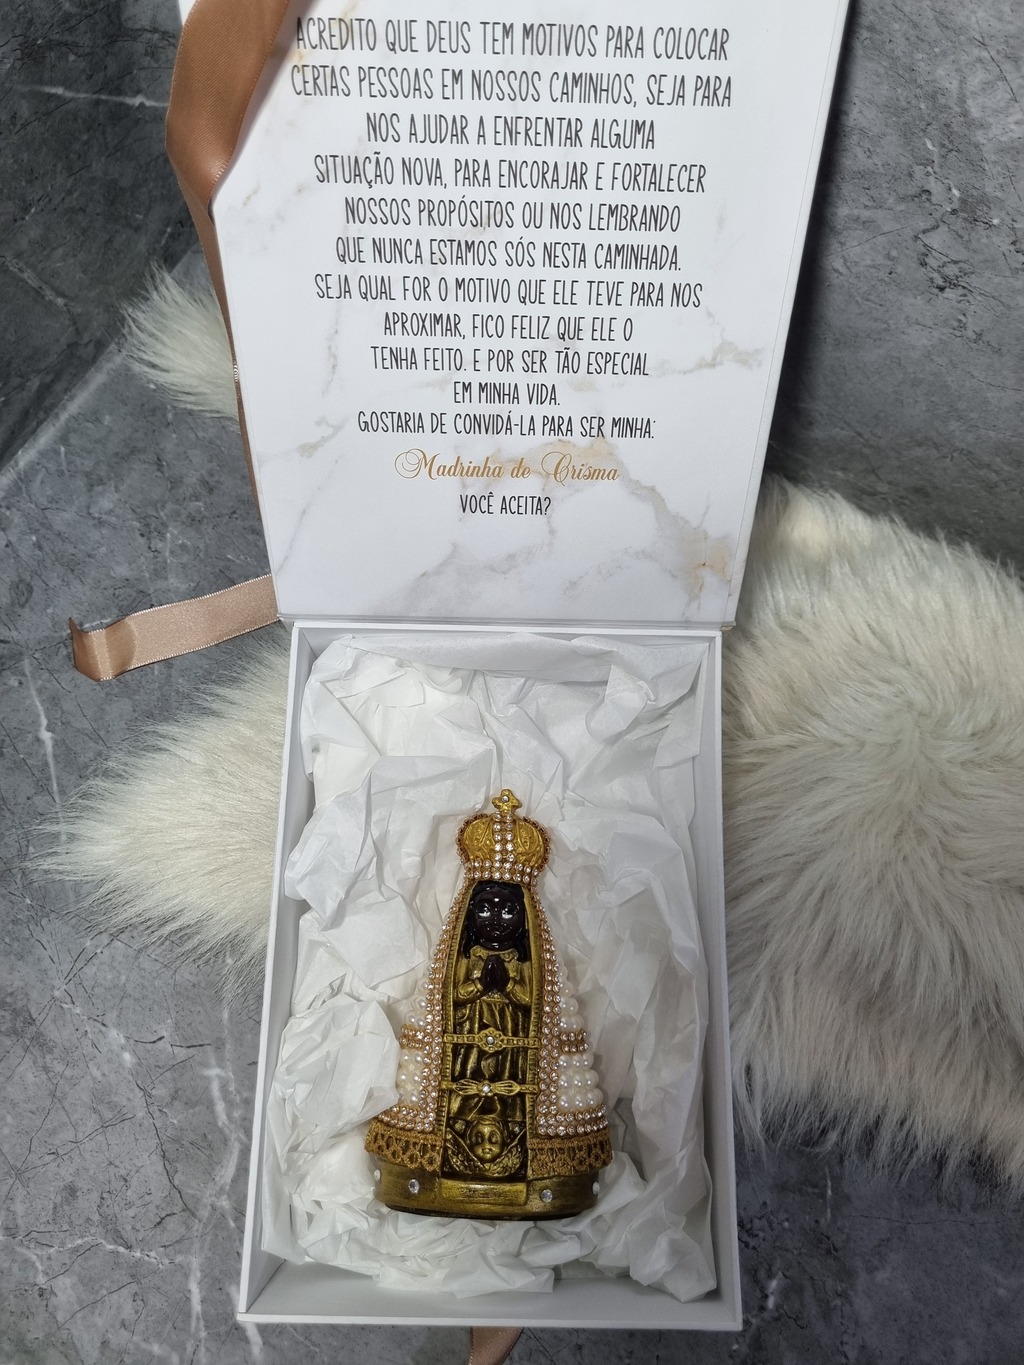 ACREDITO QUE DEUS TEM MOTIVOS PARA COLOCAR
CERTAS PESSOAS EM NOSSOS CAMINHOS, SEJA PARA
NOS AJUDAR A ENFRENTAR ALGUMA
SITUAÇÃO NOVA, PARA ENCORAJAR E FORTALECER
NOSSOS PROPÓSITOS OU NOS LEMBRANDO
QUE NUNCA ESTAMOS SÓS NESTA CAMINHADA.
SEJA QUAL FOR O MOTIVO QUE ELE TEVE PARA NOS
APROXIMAR, FICO FELIZ QUE ELE O
TENHA FEITO. E POR SER TÃO ESPECIAL
EM MINHA VIDA.
GOSTARIA DE CONVIDÁ-LA PARA SER MINHA:
Madrinha de Crisma
VOCÊ ACEITA?